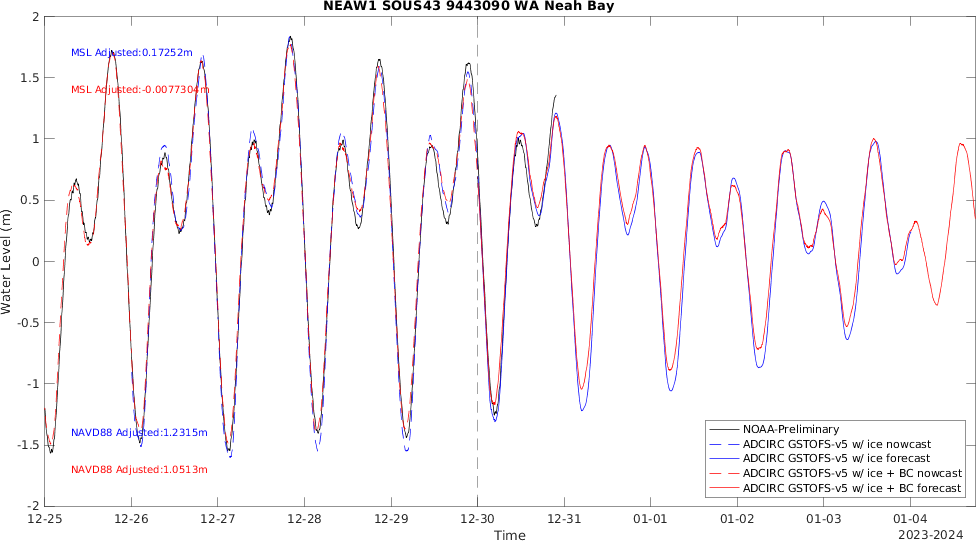 NEAW1 SOUS43 9443090 WA Neah Bay
2
MSL Adjusted:0.17252m
1.5
MSL Adjusted:-0.0077304m
1
0.5
0
-0.5
-1
-1.5
-2
Water Level (m)
NAVD88 Adjusted:1.2315m
NAVD88 Adjusted:1.0513m
NOAA-Preliminary
ADCIRC GSTOFS-v5 w/ ice nowcast
ADCIRC GSTOFS-v5 w/ ice forecast
ADCIRC GSTOFS-v5 w/ ice + BC nowcast
ADCIRC GSTOFS-v5 w/ ice + BC forecast
12-25 12-26 12-27 12-28 12-29 12-30 12-31 01-01 01-02 01-03 01-04
Time
2023-2024